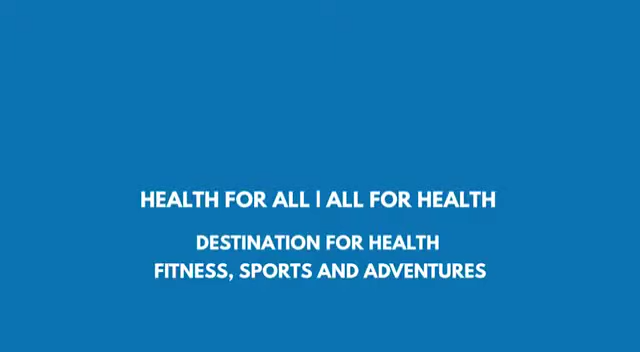 HEALTH FOR ALL | ALL FOR HEALTH
DESTINATION FOR HEALTH
FITNESS, SPORTS AND ADVENTURES